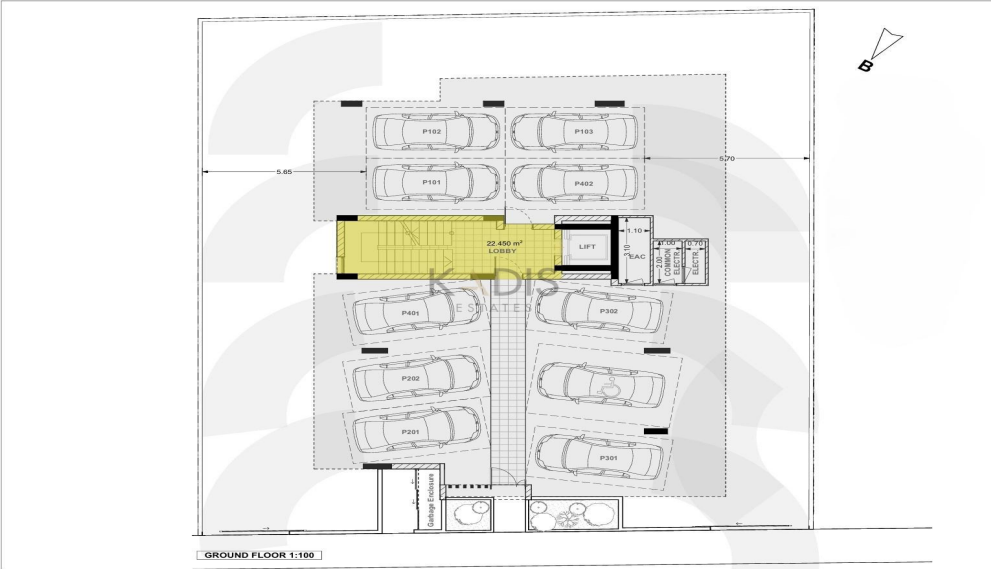 B
P102
P103
5.70
5.65
P101
P402
22.450 m²
LOBBY
LIFT
1.10
3.10
EAC
1.00
0.70
2.00
COMMON
ELECTR.
ELECTR.
KADIS
ESTATES
P401
P302
P202
P201
P301
Garbage Enclosure
GROUND FLOOR 1:100